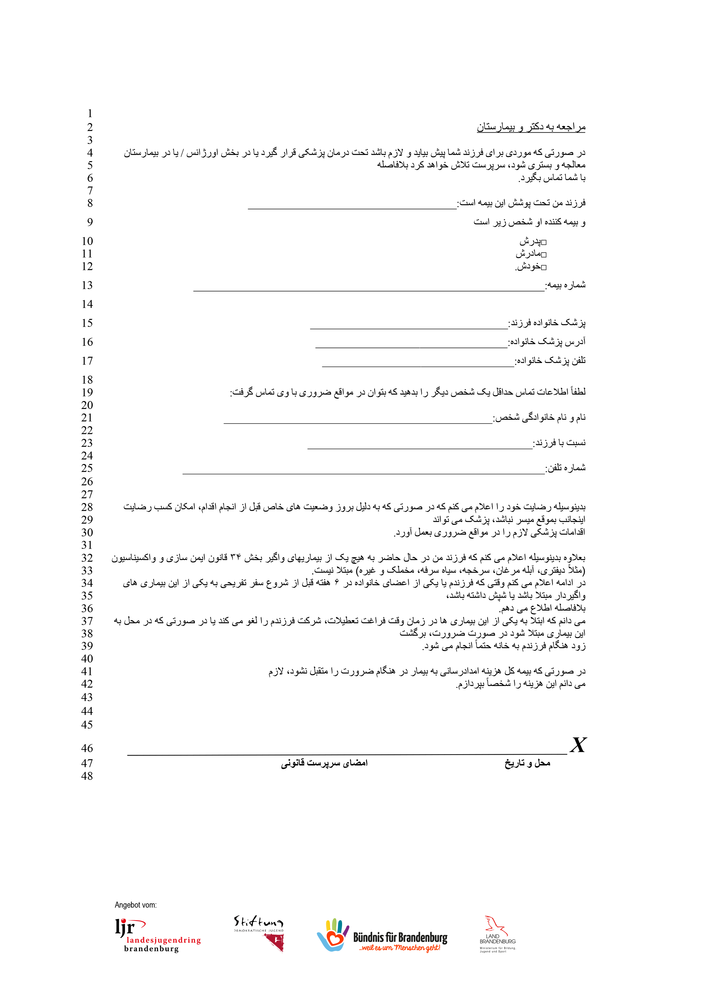 1
2 مراجعه به دکتر و بیمارستان
3
4 در صورتی که موردی برای فرزند شما پیش بیاید و لازم باشد تحت درمان پزشکی قرار گیرد یا در بخش اورژانس / یا در بیمارستان
5 معالجه و بستری شود، سرپرست تلاش خواهد کرد بلافاصله
6 با شما تماس بگیرد.
7
8 فرزند من تحت پوشش این بیمه است:________________________________
9 و بیمه کننده او شخص زیر است
10 □پدرش
11 □مادرش
12 □خودش.
13 شماره بیمه:________________________________
14
15 پزشک خانواده فرزند:________________________________
16 آدرس پزشک خانواده:________________________________
17 تلفن پزشک خانواده:________________________________
18
19 لطفاً اطلاعات تماس حداقل یک شخص دیگر را بدهید که بتوان در مواقع ضروری با وی تماس گرفت:
20
21 نام و نام خانوادگی شخص:________________________________
22
23 نسبت با فرزند:________________________________
24
25 شماره تلفن:________________________________
26
27
28 بدینوسیله رضایت خود را اعلام می کنم که در صورتی که به دلیل بروز وضعیت های خاص قبل از انجام اقدام، امکان کسب رضایت
29 اینجانب بموقع میسر نباشد، پزشک می تواند
30 اقدامات پزشکی لازم را در مواقع ضروری بعمل آورد.
31
32 بعلاوه بدینوسیله اعلام می کنم که فرزند من در حال حاضر به هیچ یک از بیماریهای واگیر بخش ۳۴ قانون ایمن سازی و واکسیناسیون
33 (مثلاً دیفتری، آبله مرغان، سرخجه، سیاه سرفه، مخملک و غیره) مبتلا نیست.
34 در ادامه اعلام می کنم وقتی که فرزندم یا یکی از اعضای خانواده در ۶ هفته قبل از شروع سفر تفریحی به یکی از این بیماری های
35 واگیردار مبتلا باشد یا شپش داشته باشد،
36 بلافاصله اطلاع می دهم.
37 می دانم که ابتلا به یکی از این بیماری ها در زمان وقت فراغت تعطیلات، شرکت فرزندم را لغو می کند یا در صورتی که در محل به
38 این بیماری مبتلا شود در صورت ضرورت، برگشت
39 زود هنگام فرزندم به خانه حتماً انجام می شود.
40
41 در صورتی که بیمه کل هزینه امدادرسانی به بیمار در هنگام ضرورت را متقبل نشود، لازم
42 می دانم این هزینه را شخصاً بپردازم.
43
44
45
46 X________________________________
47 محل و تاریخ امضای سرپرست قانونی
48
Angebot vom:
ljr landesjugendring brandenburg
Stiftung
DEMOKRATISCHE JUGEND
Bündnis für Brandenburg
...weil es um Menschen geht!
LAND
BRANDENBURG
Ministerium für Bildung,
Jugend und Sport